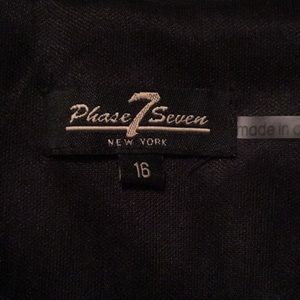 Phase 7 Seven
NEW YORK
16
made in